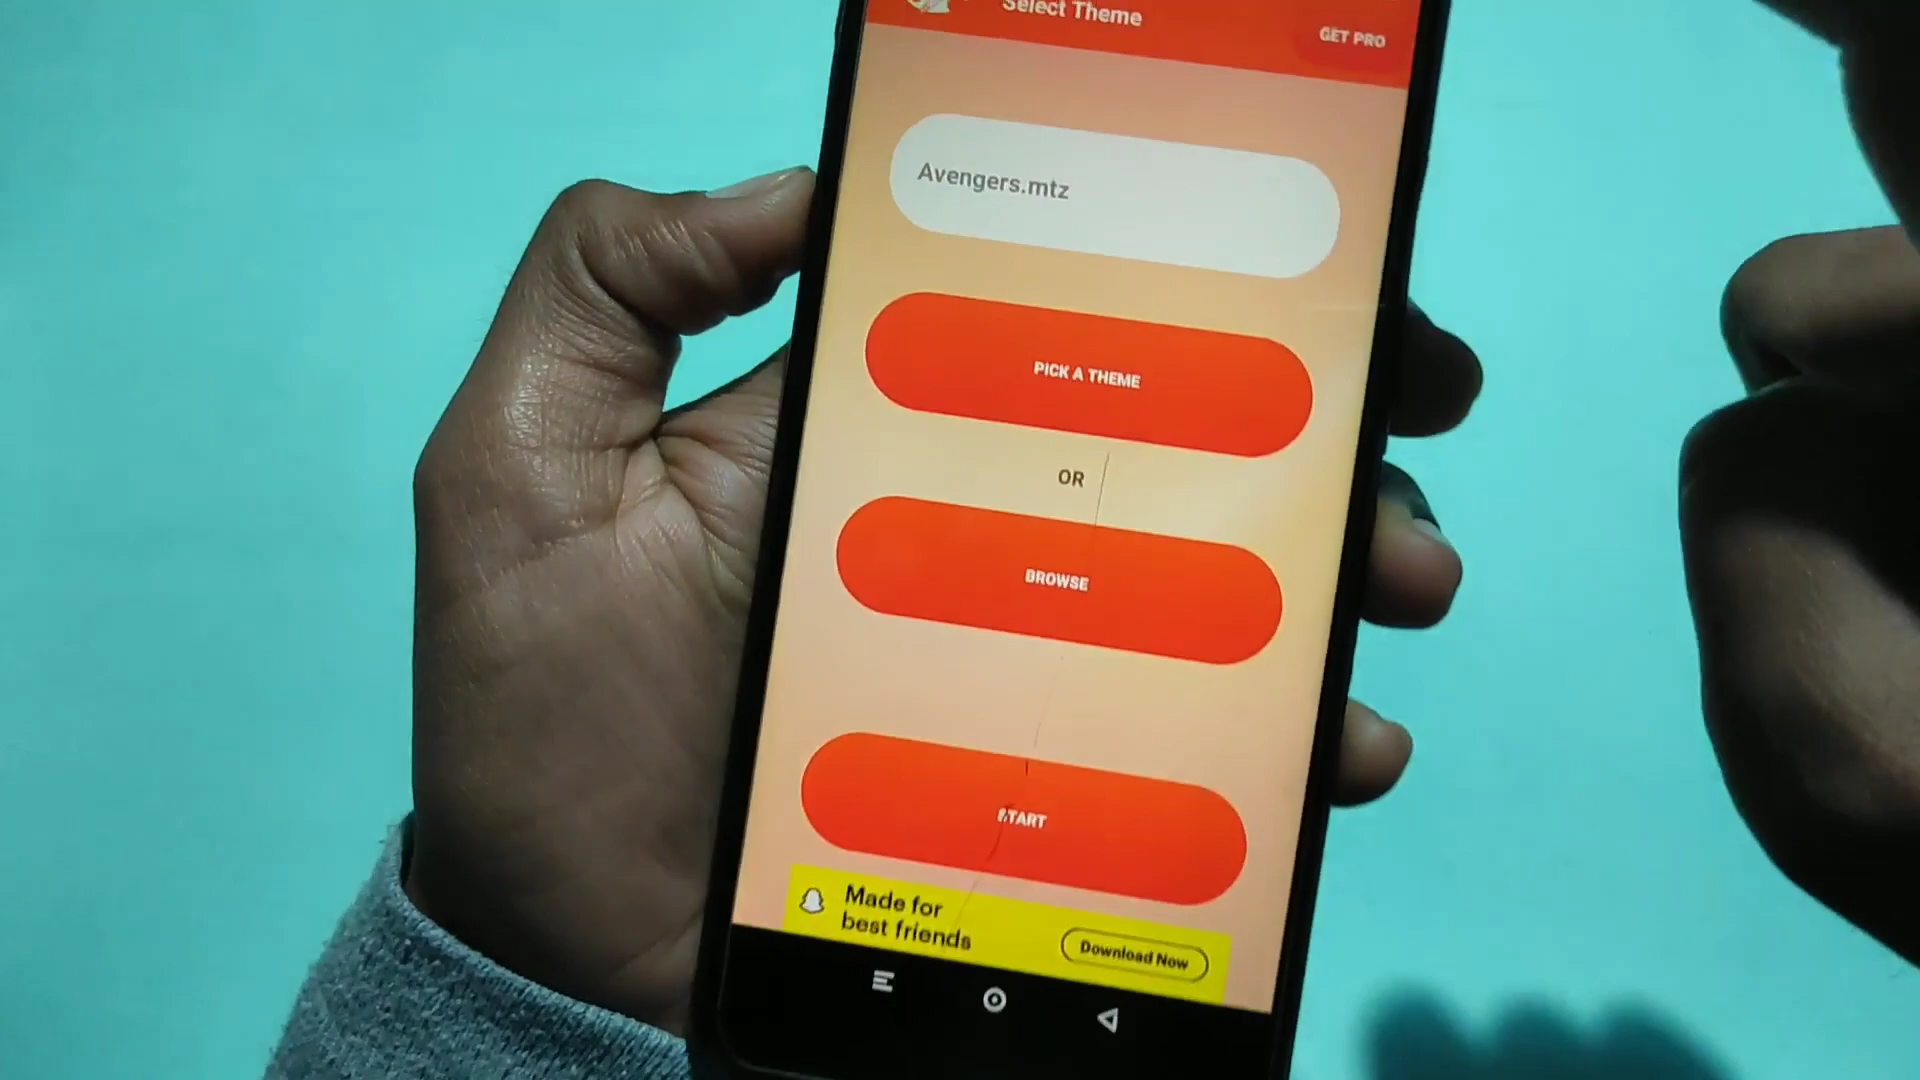 Select Theme
GET PRO
Avengers.mtz
PICK A THEME
OR
BROWSE
START
Made for
best friends
Download Now